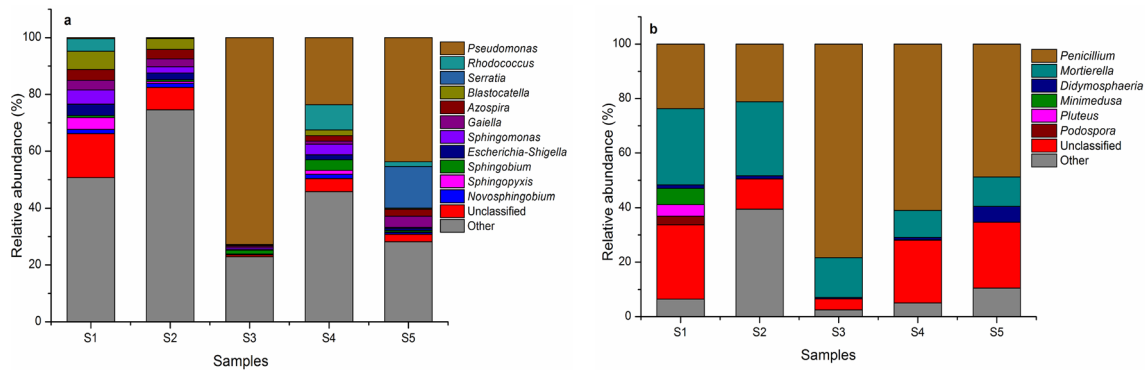 a
Relative abundance (%)
100
80
60
40
20
0
S1 S2 S3 S4 S5
Samples
Pseudomonas
Rhodococcus
Serratia
Blastocatella
Azospira
Gaiella
Sphingomonas
Escherichia-Shigella
Sphingobium
Sphingopyxis
Novosphingobium
Unclassified
Other
b
Relative abundance (%)
100
80
60
40
20
0
S1 S2 S3 S4 S5
Samples
Penicillium
Mortierella
Didymosphaeria
Minimedusa
Pluteus
Podospora
Unclassified
Other